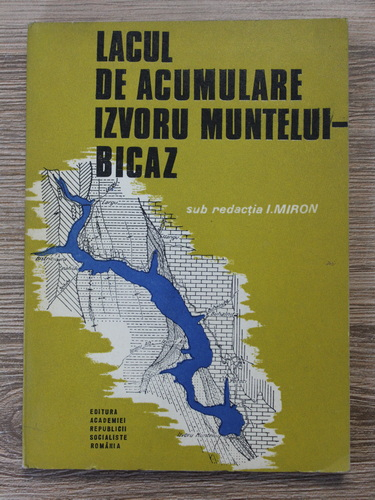 LACUL
DE ACUMULARE
IZVORU MUNTELUI-
BICAZ
sub redacția I.MIRON
EDITURA
ACADEMIEI
REPUBLICII
SOCIALISTE
ROMÂNIA